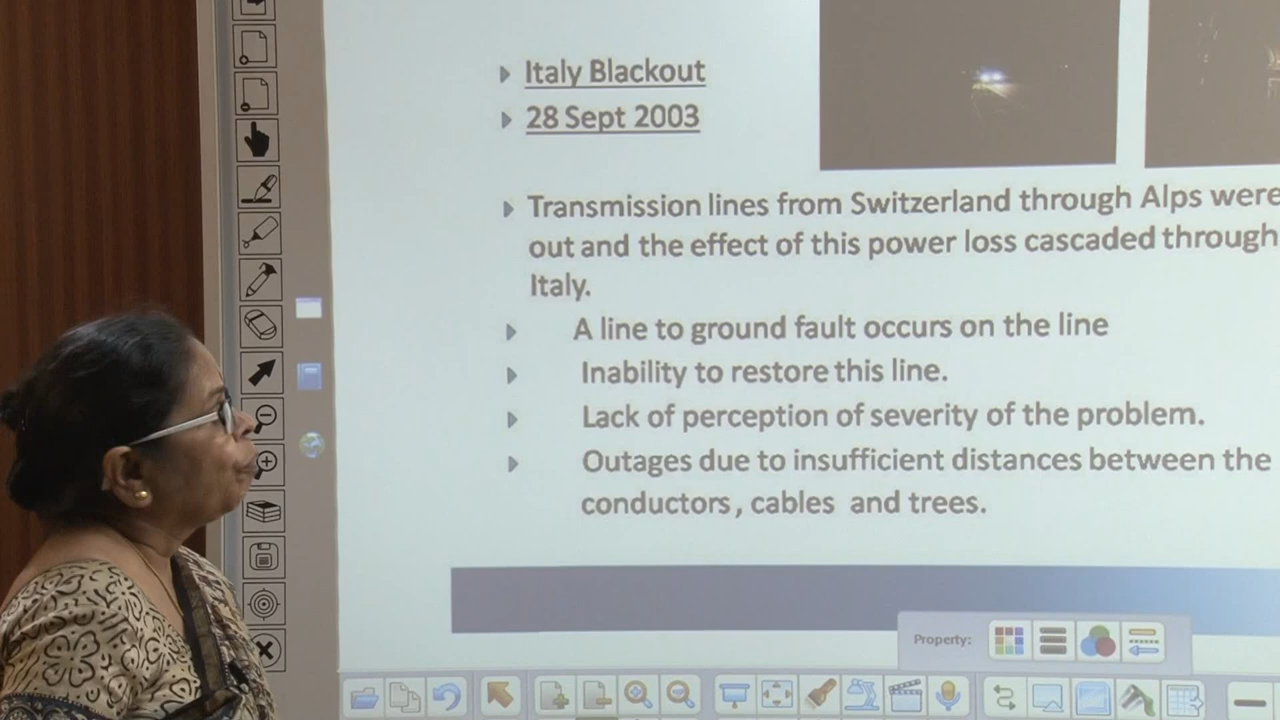 Italy Blackout
28 Sept 2003
Transmission lines from Switzerland through Alps were
out and the effect of this power loss cascaded through
Italy.
A line to ground fault occurs on the line
Inability to restore this line.
Lack of perception of severity of the problem.
Outages due to insufficient distances between the
conductors, cables and trees.
Property: